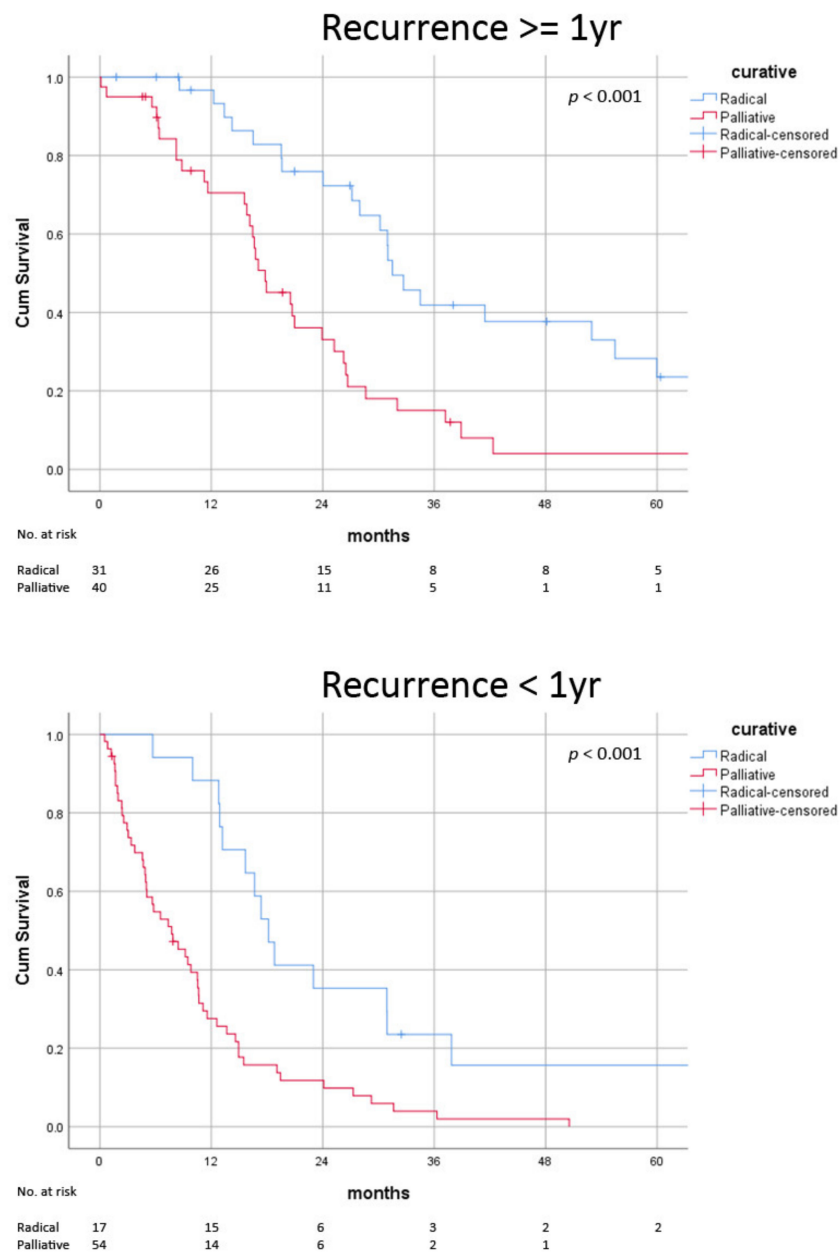 Recurrence >= 1yr
Cum Survival
1.0
0.8
0.6
0.4
0.2
0.0
p < 0.001
curative
Radical
Palliative
Radical-censored
Palliative-censored
0 12 24 36 48 60
No. at risk
months
Radical 31 26 15 8 8 5
Palliative 40 25 11 5 1 1
Recurrence < 1yr
Cum Survival
1.0
0.8
0.6
0.4
0.2
0.0
p < 0.001
curative
Radical
Palliative
Radical-censored
Palliative-censored
0 12 24 36 48 60
No. at risk
months
Radical 17 15 6 3 2 2
Palliative 54 14 6 2 1